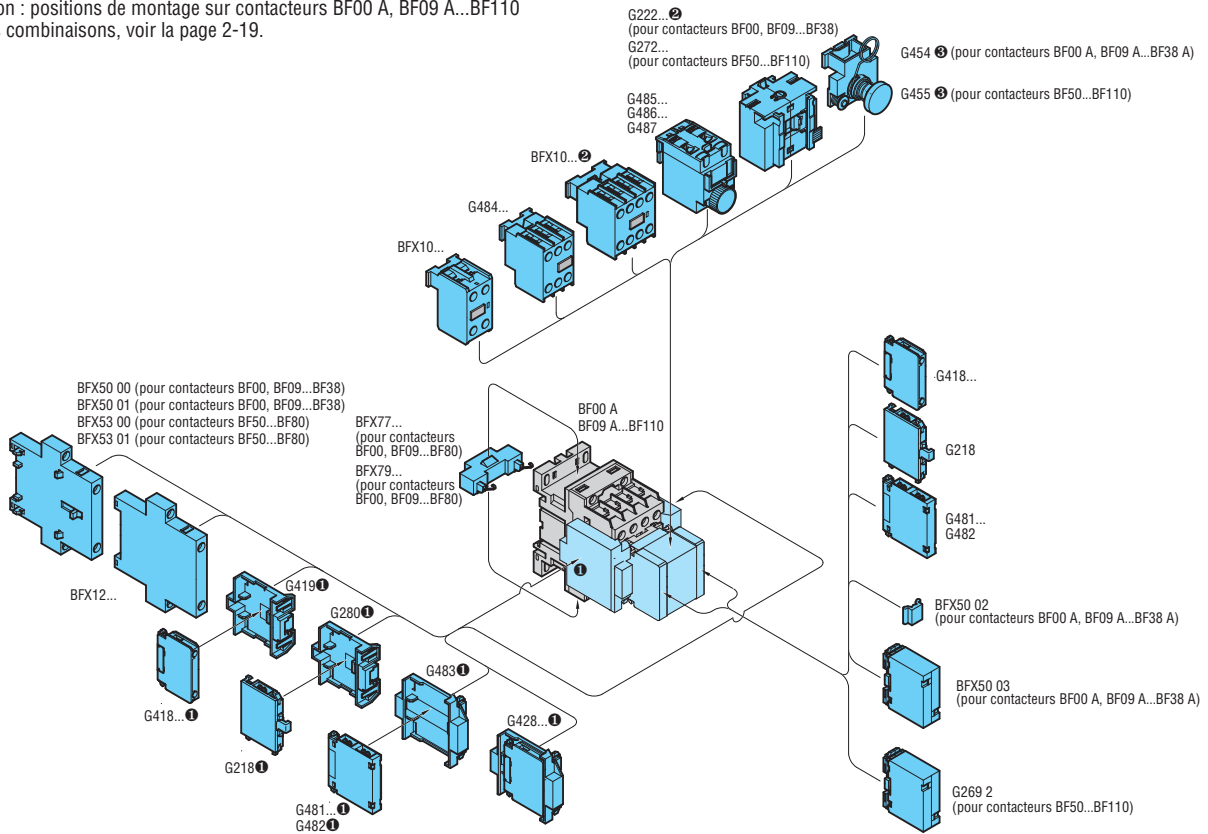 on : positions de montage sur contacteurs BF00 A, BF09 A...BF110
s combinaisons, voir la page 2-19.
G222...❷
(pour contacteurs BF00, BF09...BF38)
G272...
(pour contacteurs BF50...BF110)
G454 ❸ (pour contacteurs BF00 A, BF09 A...BF38 A)
G455 ❸ (pour contacteurs BF50...BF110)
G485...
G486...
G487
BFX10...❷
G484...
BFX10...
BFX50 00 (pour contacteurs BF00, BF09...BF38)
BFX50 01 (pour contacteurs BF00, BF09...BF38)
BFX53 00 (pour contacteurs BF50...BF80)
BFX53 01 (pour contacteurs BF50...BF80)
BFX77...
(pour contacteurs
BF00, BF09...BF80)
BFX79...
(pour contacteurs
BF00, BF09...BF80)
BF00 A
BF09 A...BF110
❶
G418...
G218
G481...
G482
BFX50 02
(pour contacteurs BF00 A, BF09 A...BF38 A)
BFX50 03
(pour contacteurs BF00 A, BF09 A...BF38 A)
G269 2
(pour contacteurs BF50...BF110)
BFX12...
G419❶
G280❶
G483❶
G428...❶
G418...❶
G218❶
G481...❶
G482❶